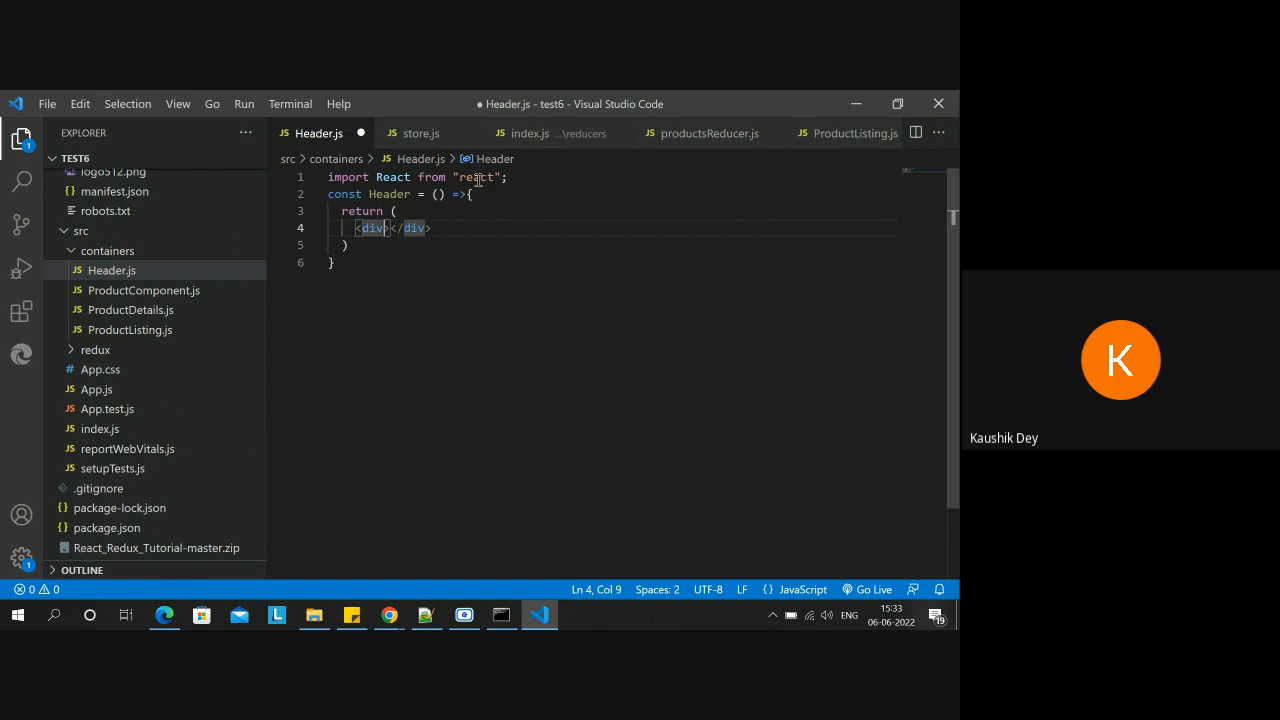 File Edit Selection View Go Run Terminal Help
● Header.js - test6 - Visual Studio Code
EXPLORER
Header.js store.js index.js ...\reducers productsReducer.js ProductListing.js
TEST6
src > containers > Header.js > Header
logo512.png
manifest.json
robots.txt
src
containers
Header.js
ProductComponent.js
ProductDetails.js
ProductListing.js
redux
App.css
App.js
App.test.js
index.js
reportWebVitals.js
setupTests.js
.gitignore
package-lock.json
package.json
React_Redux_Tutorial-master.zip
OUTLINE
1 import React from "react";
2 const Header = () =>{
3 return (
4 <div></div>
5 )
6 }
K
Kaushik Dey
1
1
0 0
Ln 4, Col 9 Spaces: 2 UTF-8 LF {} JavaScript Go Live
L
ENG
15:33
06-06-2022
19